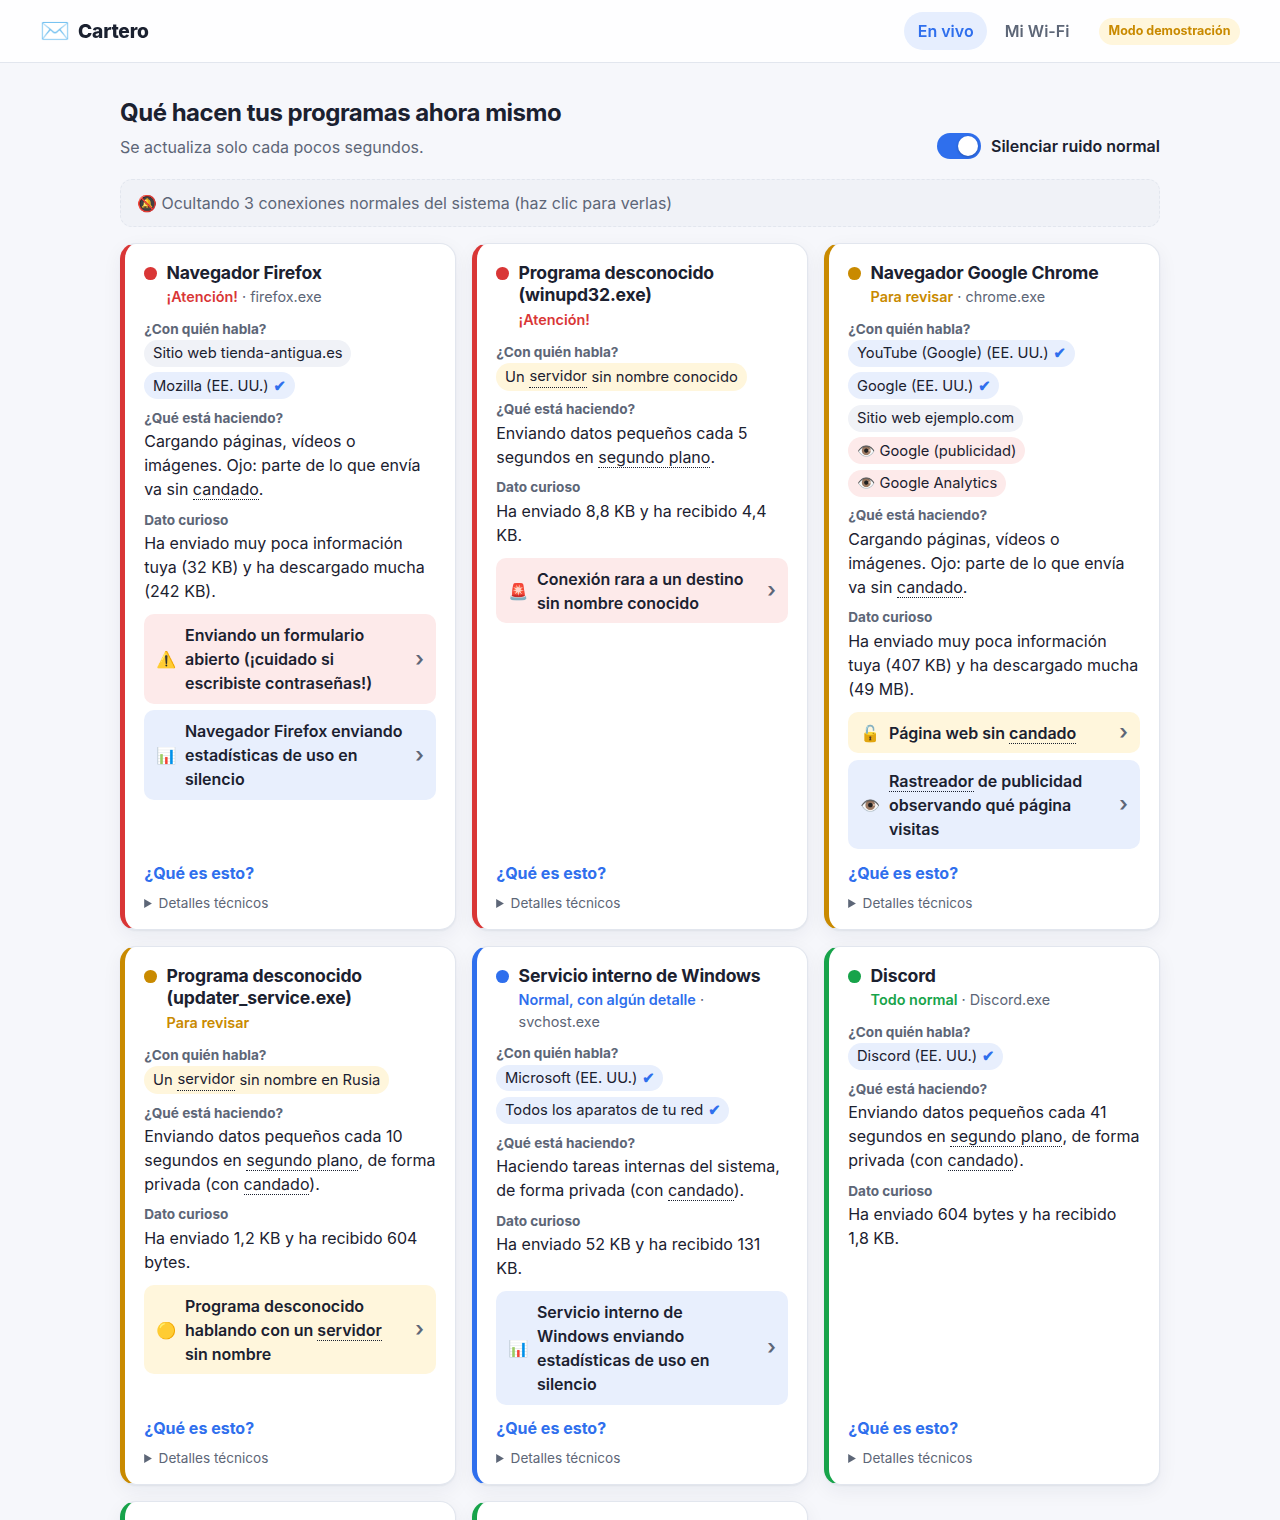 Cartero
En vivo
Mi Wi-Fi
Modo demostración
Qué hacen tus programas ahora mismo
Se actualiza solo cada pocos segundos.
Silenciar ruido normal
Ocultando 3 conexiones normales del sistema (haz clic para verlas)
Navegador Firefox
¡Atención! · firefox.exe
¿Con quién habla?
Sitio web tienda-antigua.es
Mozilla (EE. UU.) ✔
¿Qué está haciendo?
Cargando páginas, vídeos o
imágenes. Ojo: parte de lo que envía
va sin candado.
Dato curioso
Ha enviado muy poca información
tuya (32 KB) y ha descargado mucha
(242 KB).
Enviando un formulario
abierto (¡cuidado si
escribiste contraseñas!)
›
Navegador Firefox enviando
estadísticas de uso en
silencio
›
¿Qué es esto?
Detalles técnicos
Programa desconocido
(winupd32.exe)
¡Atención!
¿Con quién habla?
Un servidor sin nombre conocido
¿Qué está haciendo?
Enviando datos pequeños cada 5
segundos en segundo plano.
Dato curioso
Ha enviado 8,8 KB y ha recibido 4,4
KB.
Conexión rara a un destino
sin nombre conocido
›
¿Qué es esto?
Detalles técnicos
Navegador Google Chrome
Para revisar · chrome.exe
¿Con quién habla?
YouTube (Google) (EE. UU.) ✔
Google (EE. UU.) ✔
Sitio web ejemplo.com
Google (publicidad)
Google Analytics
¿Qué está haciendo?
Cargando páginas, vídeos o
imágenes. Ojo: parte de lo que envía
va sin candado.
Dato curioso
Ha enviado muy poca información
tuya (407 KB) y ha descargado mucha
(49 MB).
Página web sin candado
›
Rastreador de publicidad
observando qué página
visitas
›
¿Qué es esto?
Detalles técnicos
Programa desconocido
(updater_service.exe)
Para revisar
¿Con quién habla?
Un servidor sin nombre en Rusia
¿Qué está haciendo?
Enviando datos pequeños cada 10
segundos en segundo plano, de forma
privada (con candado).
Dato curioso
Ha enviado 1,2 KB y ha recibido 604
bytes.
Programa desconocido
hablando con un servidor
sin nombre
›
¿Qué es esto?
Detalles técnicos
Servicio interno de Windows
Normal, con algún detalle ·
svchost.exe
¿Con quién habla?
Microsoft (EE. UU.) ✔
Todos los aparatos de tu red ✔
¿Qué está haciendo?
Haciendo tareas internas del sistema,
de forma privada (con candado).
Dato curioso
Ha enviado 52 KB y ha recibido 131
KB.
Servicio interno de
Windows enviando
estadísticas de uso en
silencio
›
¿Qué es esto?
Detalles técnicos
Discord
Todo normal · Discord.exe
¿Con quién habla?
Discord (EE. UU.) ✔
¿Qué está haciendo?
Enviando datos pequeños cada 41
segundos en segundo plano, de forma
privada (con candado).
Dato curioso
Ha enviado 604 bytes y ha recibido
1,8 KB.
¿Qué es esto?
Detalles técnicos